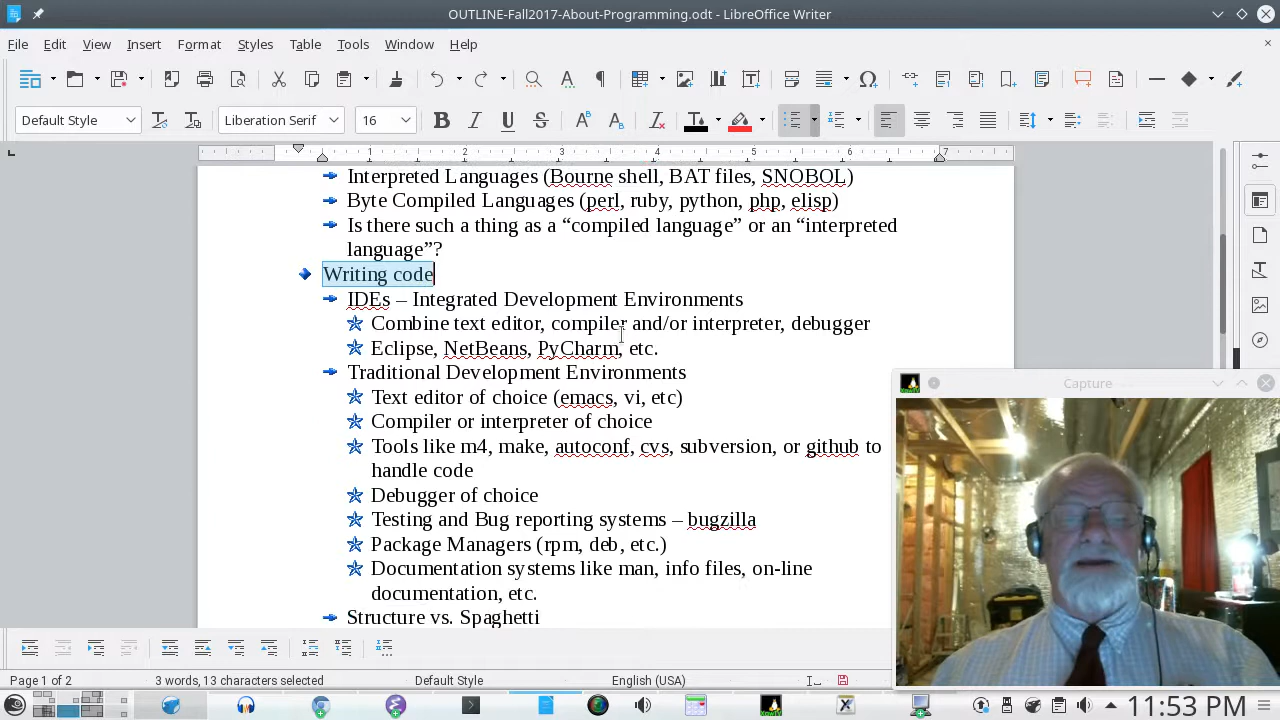 OUTLINE-Fall2017-About-Programming.odt - LibreOffice Writer
File Edit View Insert Format Styles Table Tools Window Help
Default Style Liberation Serif 16
1 2 3 4 5 6 7
Interpreted Languages (Bourne shell, BAT files, SNOBOL)
Byte Compiled Languages (perl, ruby, python, php, elisp)
Is there such a thing as a “compiled language” or an “interpreted
language”?
Writing code
IDEs – Integrated Development Environments
Combine text editor, compiler and/or interpreter, debugger
Eclipse, NetBeans, PyCharm, etc.
Traditional Development Environments
Text editor of choice (emacs, vi, etc)
Compiler or interpreter of choice
Tools like m4, make, autoconf, cvs, subversion, or github to
handle code
Debugger of choice
Testing and Bug reporting systems – bugzilla
Package Managers (rpm, deb, etc.)
Documentation systems like man, info files, on-line
documentation, etc.
Structure vs. Spaghetti
Capture
Page 1 of 2 3 words, 13 characters selected Default Style English (USA)
11:53 PM